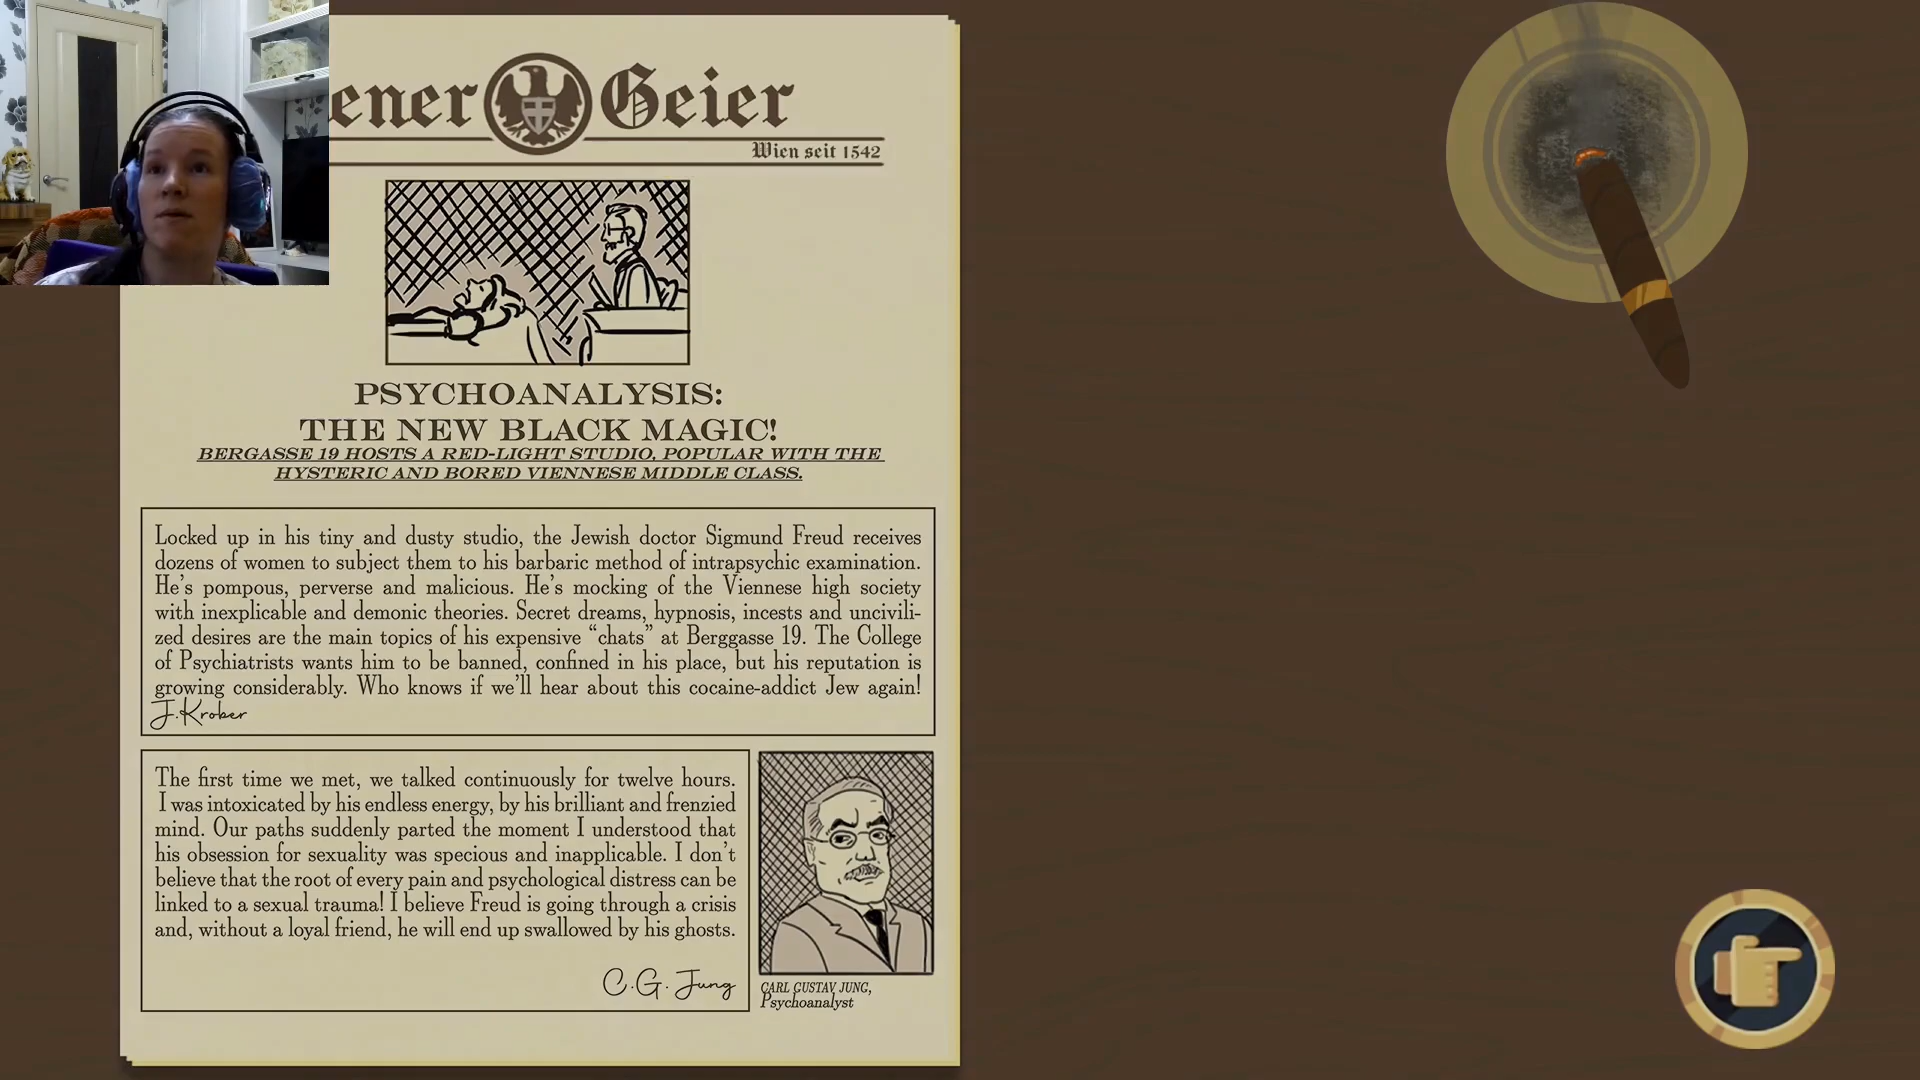 ener Geier
Wien seit 1542
PSYCHOANALYSIS:
THE NEW BLACK MAGIC!
BERGASSE 19 HOSTS A RED-LIGHT STUDIO, POPULAR WITH THE
HYSTERIC AND BORED VIENNESE MIDDLE CLASS.
Locked up in his tiny and dusty studio, the Jewish doctor Sigmund Freud receives
dozens of women to subject them to his barbaric method of intrapsychic examination.
He's pompous, perverse and malicious. He's mocking of the Viennese high society
with inexplicable and demonic theories. Secret dreams, hypnosis, incests and uncivili-
zed desires are the main topics of his expensive “chats” at Berggasse 19. The College
of Psychiatrists wants him to be banned, confined in his place, but his reputation is
growing considerably. Who knows if we'll hear about this cocaine-addict Jew again!
J.Krober
The first time we met, we talked continuously for twelve hours.
I was intoxicated by his endless energy, by his brilliant and frenzied
mind. Our paths suddenly parted the moment I understood that
his obsession for sexuality was specious and inapplicable. I don't
believe that the root of every pain and psychological distress can be
linked to a sexual trauma! I believe Freud is going through a crisis
and, without a loyal friend, he will end up swallowed by his ghosts.
C.G. Jung
CARL GUSTAV JUNG,
Psychoanalyst